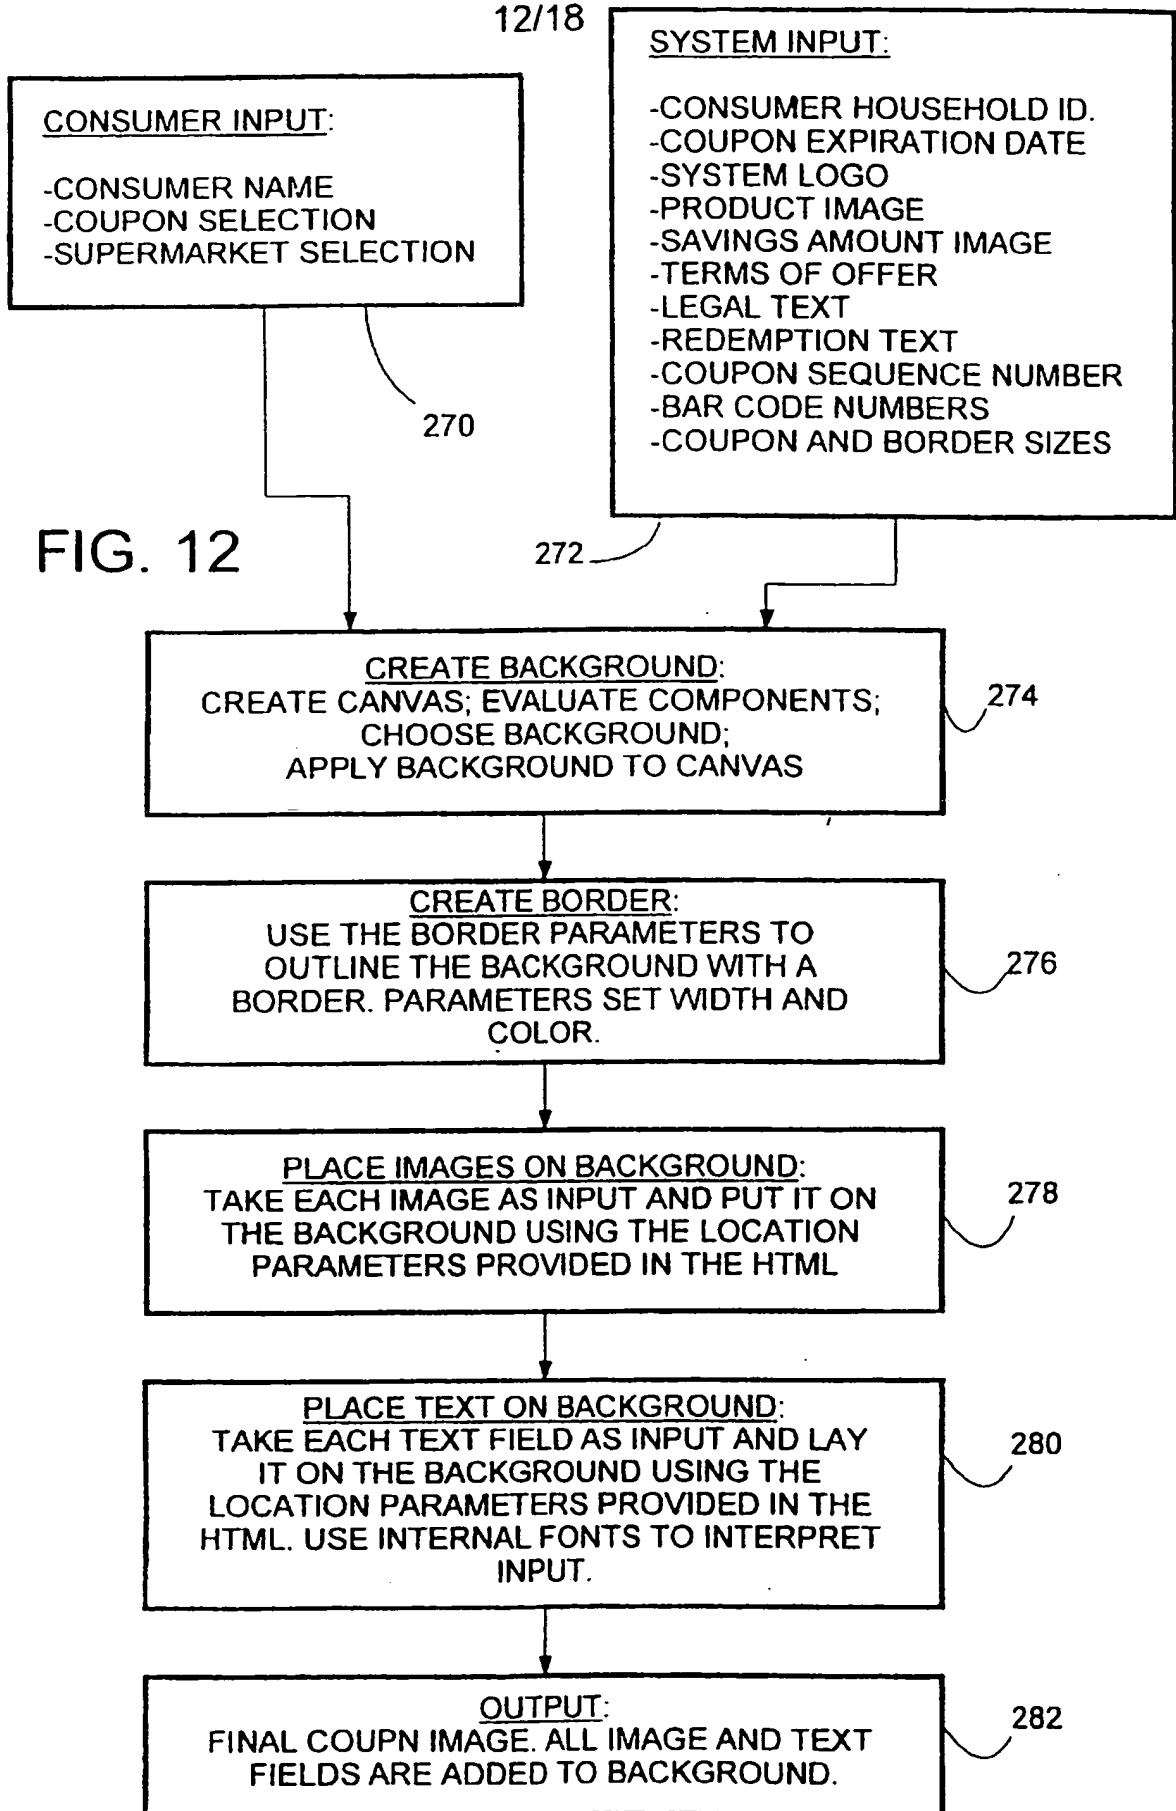 12/18
CONSUMER INPUT:
-CONSUMER NAME
-COUPON SELECTION
-SUPERMARKET SELECTION
270
SYSTEM INPUT:
-CONSUMER HOUSEHOLD ID.
-COUPON EXPIRATION DATE
-SYSTEM LOGO
-PRODUCT IMAGE
-SAVINGS AMOUNT IMAGE
-TERMS OF OFFER
-LEGAL TEXT
-REDEMPTION TEXT
-COUPON SEQUENCE NUMBER
-BAR CODE NUMBERS
-COUPON AND BORDER SIZES
272
FIG. 12
CREATE BACKGROUND:
CREATE CANVAS; EVALUATE COMPONENTS;
CHOOSE BACKGROUND;
APPLY BACKGROUND TO CANVAS
274
CREATE BORDER:
USE THE BORDER PARAMETERS TO
OUTLINE THE BACKGROUND WITH A
BORDER. PARAMETERS SET WIDTH AND
COLOR.
276
PLACE IMAGES ON BACKGROUND:
TAKE EACH IMAGE AS INPUT AND PUT IT ON
THE BACKGROUND USING THE LOCATION
PARAMETERS PROVIDED IN THE HTML
278
PLACE TEXT ON BACKGROUND:
TAKE EACH TEXT FIELD AS INPUT AND LAY
IT ON THE BACKGROUND USING THE
LOCATION PARAMETERS PROVIDED IN THE
HTML. USE INTERNAL FONTS TO INTERPRET
INPUT.
280
OUTPUT:
FINAL COUPN IMAGE. ALL IMAGE AND TEXT
FIELDS ARE ADDED TO BACKGROUND.
282